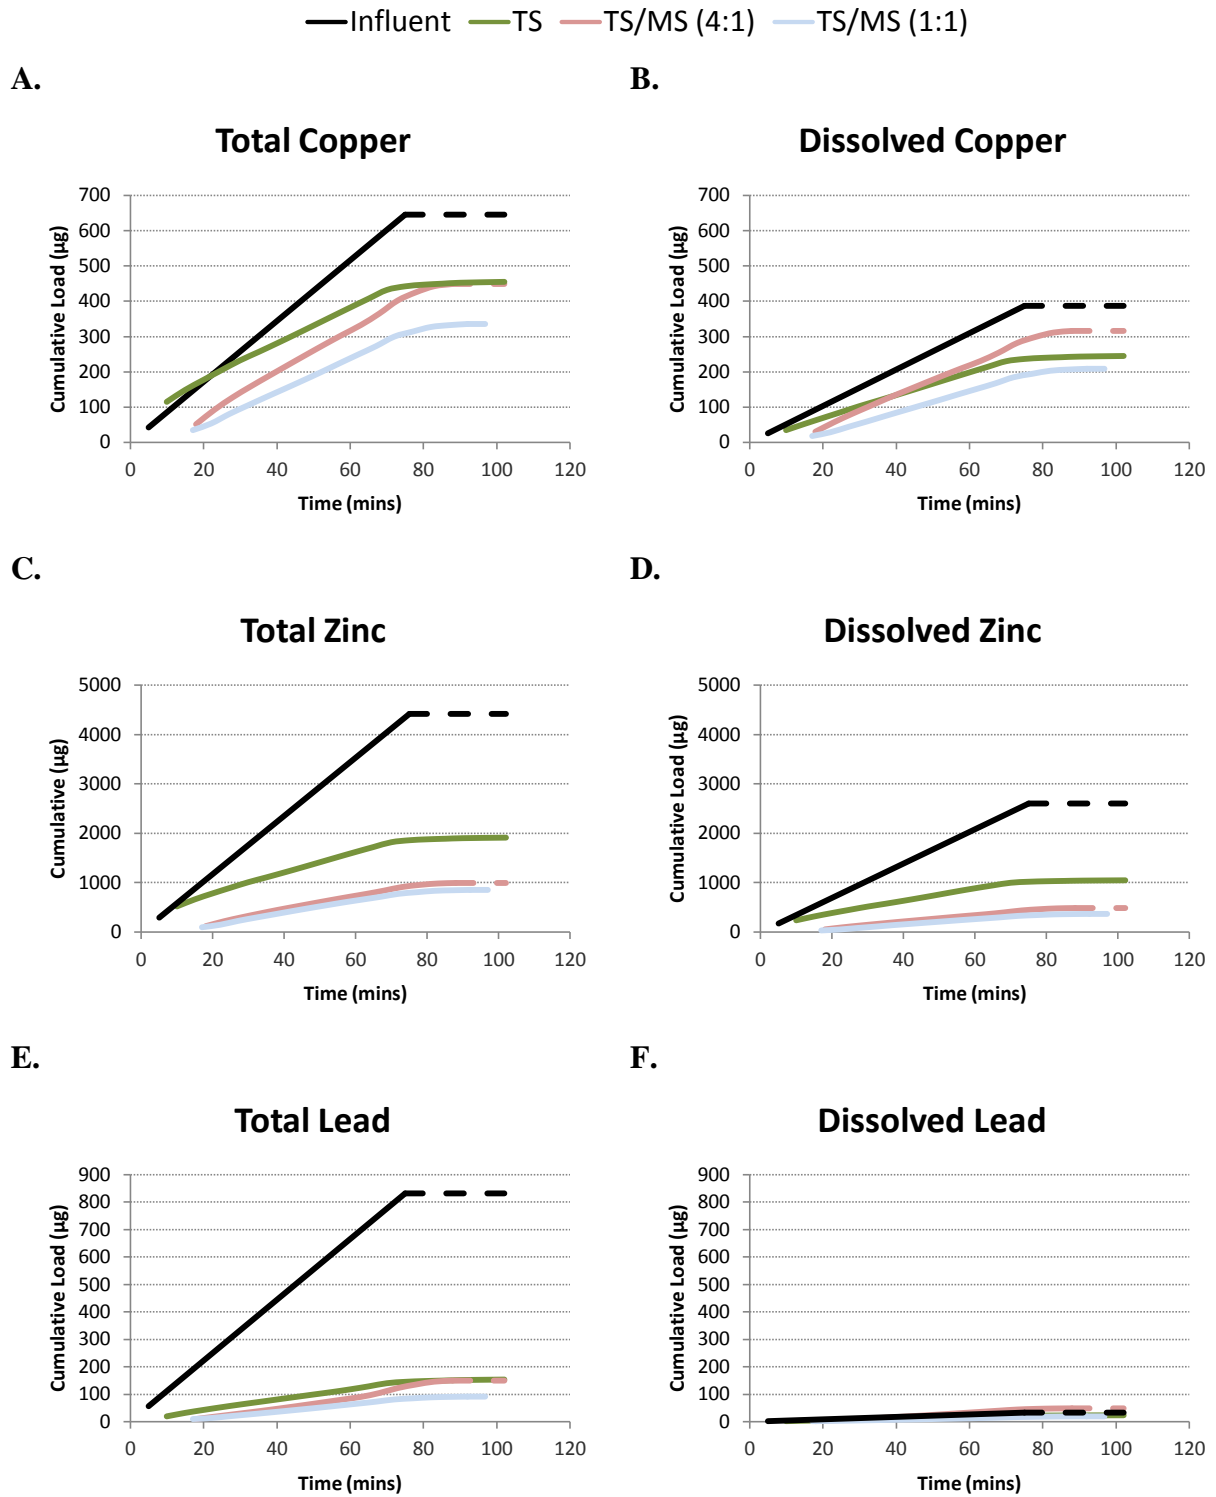 Influent TS TS/MS (4:1) TS/MS (1:1)
A.
Total Copper
Cumulative Load (µg)
700
600
500
400
300
200
100
0
0 20 40 60 80 100 120
Time (mins)
B.
Dissolved Copper
Cumulative Load (µg)
700
600
500
400
300
200
100
0
0 20 40 60 80 100 120
Time (mins)
C.
Total Zinc
Cumulative (µg)
5000
4000
3000
2000
1000
0
0 20 40 60 80 100 120
Time (mins)
D.
Dissolved Zinc
Cumulative Load (µg)
5000
4000
3000
2000
1000
0
0 20 40 60 80 100 120
Time (mins)
E.
Total Lead
Cumulative Load (µg)
900
800
700
600
500
400
300
200
100
0
0 20 40 60 80 100 120
Time (mins)
F.
Dissolved Lead
Cumulative Load (µg)
900
800
700
600
500
400
300
200
100
0
0 20 40 60 80 100 120
Time (mins)